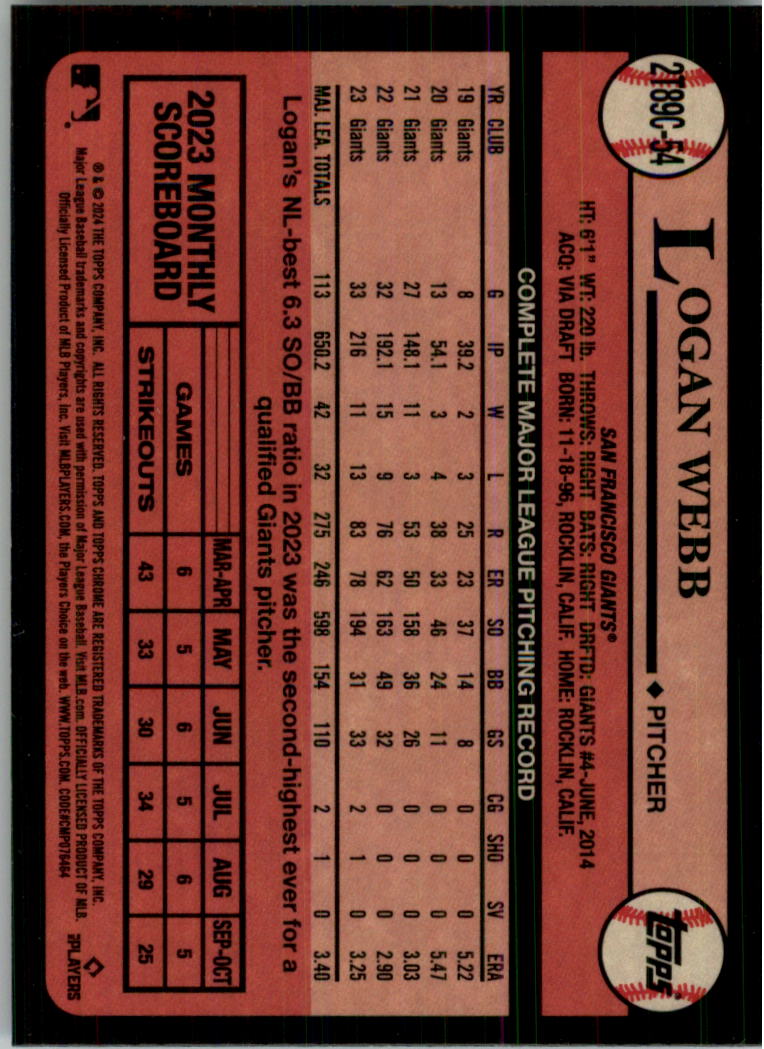 2T89C-54
LOGAN WEBB
◆ PITCHER
topps®
SAN FRANCISCO GIANTS®
HT: 6'1" WT: 220 lb. THROWS: RIGHT BATS: RIGHT DRFTD: GIANTS #4-JUNE, 2014
ACQ: VIA DRAFT BORN: 11-18-96, ROCKLIN, CALIF. HOME: ROCKLIN, CALIF.
COMPLETE MAJOR LEAGUE PITCHING RECORD
YR CLUB G IP W L R ER SO BB GS CG SHO SV ERA
19 Giants 8 39.2 2 3 25 23 37 14 8 0 0 0 5.22
20 Giants 13 54.1 3 4 38 33 46 24 11 0 0 0 5.47
21 Giants 27 148.1 11 3 53 50 158 36 26 0 0 0 3.03
22 Giants 32 192.1 15 9 76 62 163 49 32 0 0 0 2.90
23 Giants 33 216 11 13 83 78 194 31 33 2 1 0 3.25
MAJ. LEA. TOTALS 113 650.2 42 32 275 246 598 154 110 2 1 0 3.40
Logan's NL-best 6.3 SO/BB ratio in 2023 was the second-highest ever for a
qualified Giants pitcher.
2023 MONTHLY
SCOREBOARD
MAR-APR MAY JUN JUL AUG SEP-OCT
GAMES 6 5 6 5 6 5
STRIKEOUTS 43 33 30 34 29 25
® & © 2024 THE TOPPS COMPANY, INC. ALL RIGHTS RESERVED. TOPPS AND TOPPS CHROME ARE REGISTERED TRADEMARKS OF THE TOPPS COMPANY, INC.
Major League Baseball trademarks and copyrights are used with permission of Major League Baseball. Visit MLB.com. OFFICIALLY LICENSED PRODUCT OF MLB
Officially Licensed Product of MLB Players, Inc. Visit MLBPLAYERS.COM, the Players Choice on the web. WWW.TOPPS.COM. CODE#CMP076464
PLAYERS